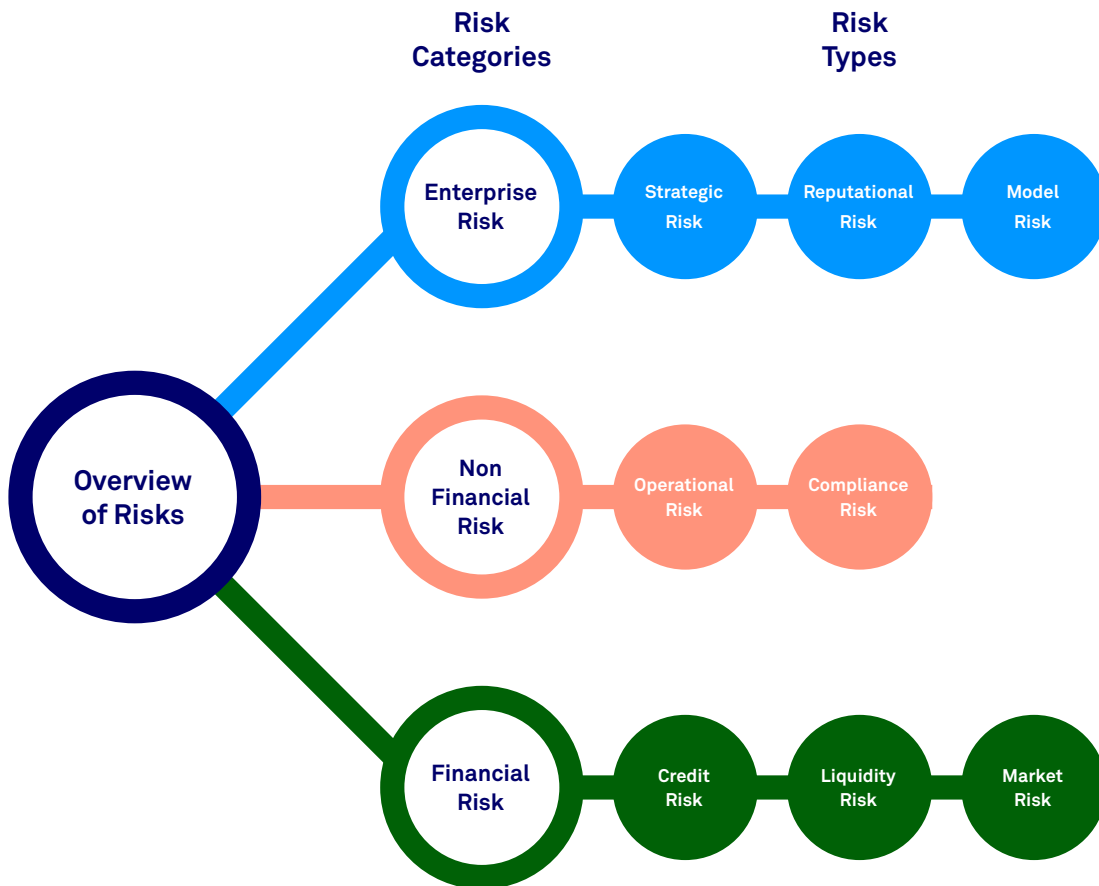 Risk
Categories
Risk
Types
Enterprise
Risk
Strategic
Risk
Reputational
Risk
Model
Risk
Overview
of Risks
Non
Financial
Risk
Operational
Risk
Compliance
Risk
Financial
Risk
Credit
Risk
Liquidity
Risk
Market
Risk